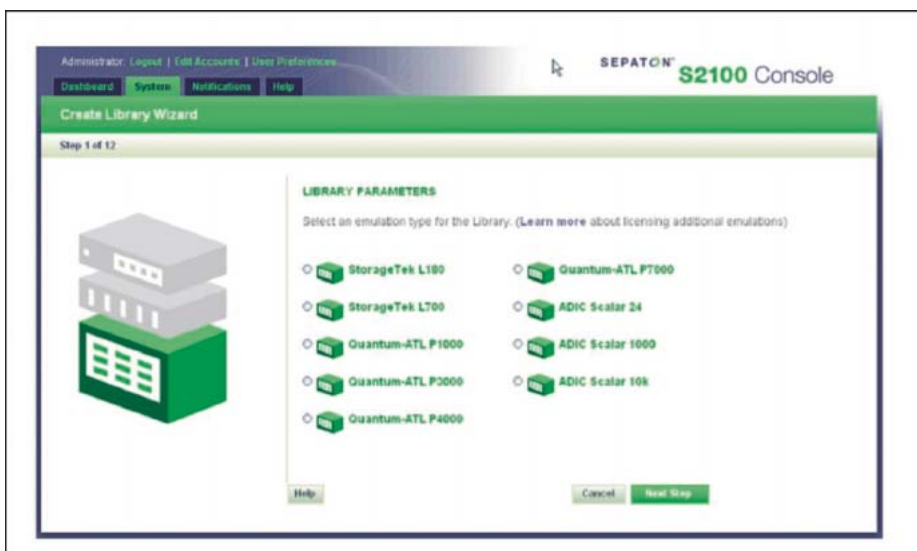 Administrator: Logout | Edit Accounts | User Preferences
SEPATON S2100 Console
Dashboard System Notifications Help
Create Library Wizard
Step 1 of 12
LIBRARY PARAMETERS
Select an emulation type for the Library. (Learn more about licensing additional emulations)
StorageTek L180
StorageTek L700
Quantum-ATL P1000
Quantum-ATL P3000
Quantum-ATL P4000
Quantum-ATL P7000
ADIC Scalar 24
ADIC Scalar 1000
ADIC Scalar 10k
Help
Cancel
Next Step